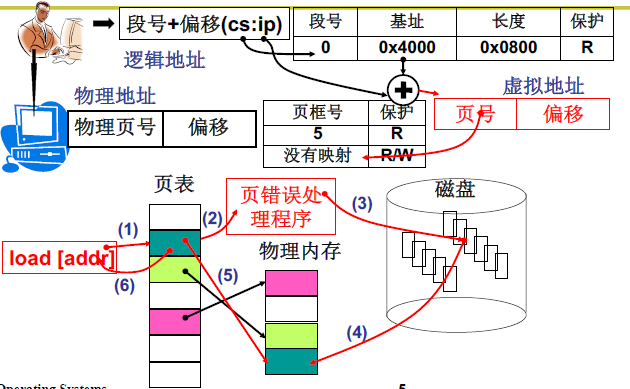 段号+偏移(cs:ip)
段号 基址 长度 保护
0 0x4000 0x0800 R
逻辑地址
物理地址
虚拟地址
物理页号 偏移
页框号 保护
5 R
没有映射 R/W
页号 偏移
页表
页错误处
理程序
磁盘
(1)
(2)
(3)
load [addr]
物理内存
(6)
(5)
(4)
Operating Systems
5